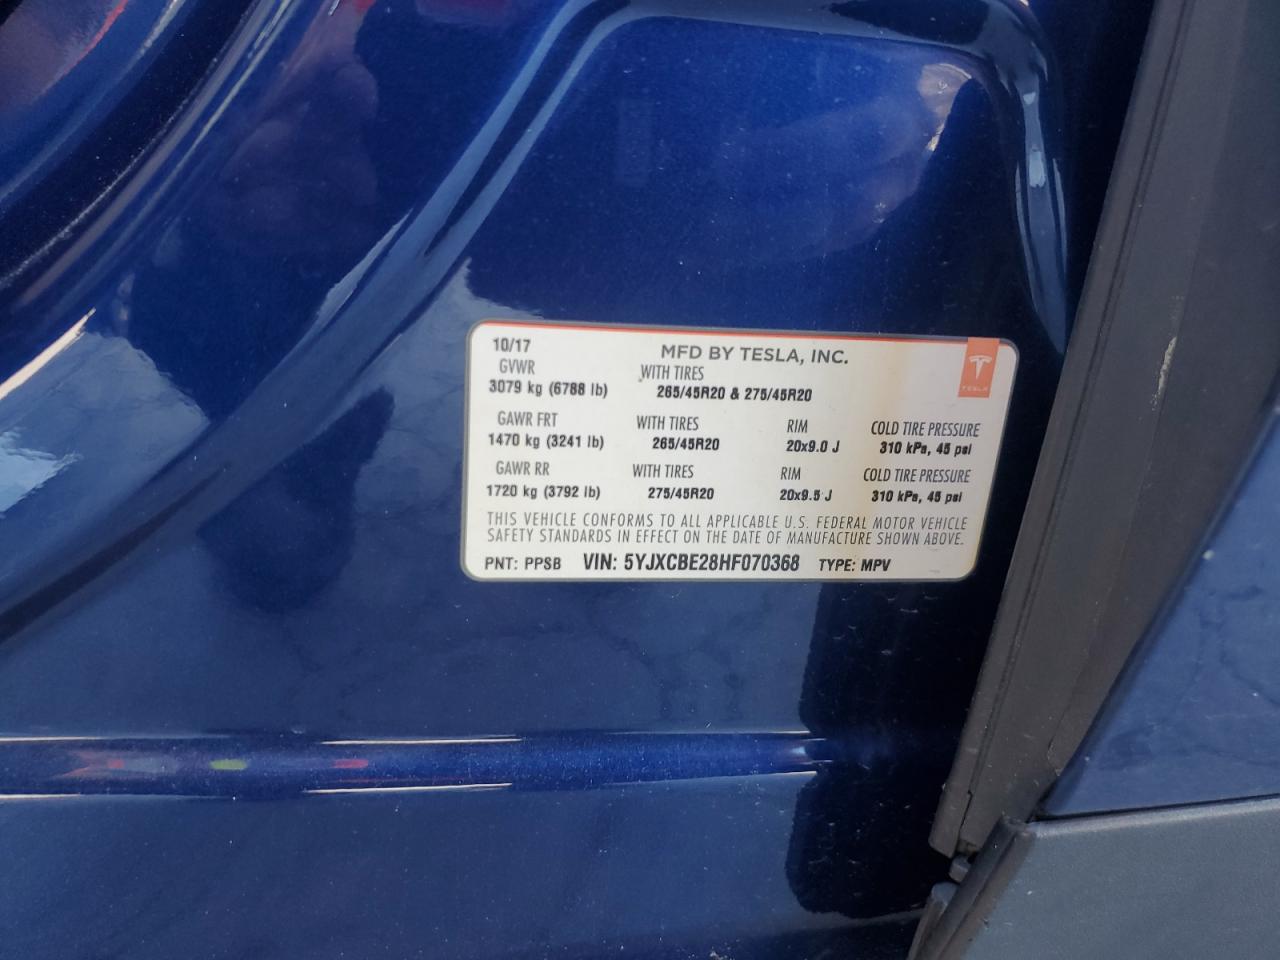 10/17 MFD BY TESLA, INC.
TESLA
GVWR WITH TIRES
3079 kg (6788 lb) 265/45R20 & 275/45R20
GAWR FRT WITH TIRES RIM COLD TIRE PRESSURE
1470 kg (3241 lb) 265/45R20 20x9.0 J 310 kPa, 45 psi
GAWR RR WITH TIRES RIM COLD TIRE PRESSURE
1720 kg (3792 lb) 275/45R20 20x9.5 J 310 kPa, 45 psi
THIS VEHICLE CONFORMS TO ALL APPLICABLE U.S. FEDERAL MOTOR VEHICLE
SAFETY STANDARDS IN EFFECT ON THE DATE OF MANUFACTURE SHOWN ABOVE.
PNT: PPSB VIN: 5YJXCBE28HF070368 TYPE: MPV